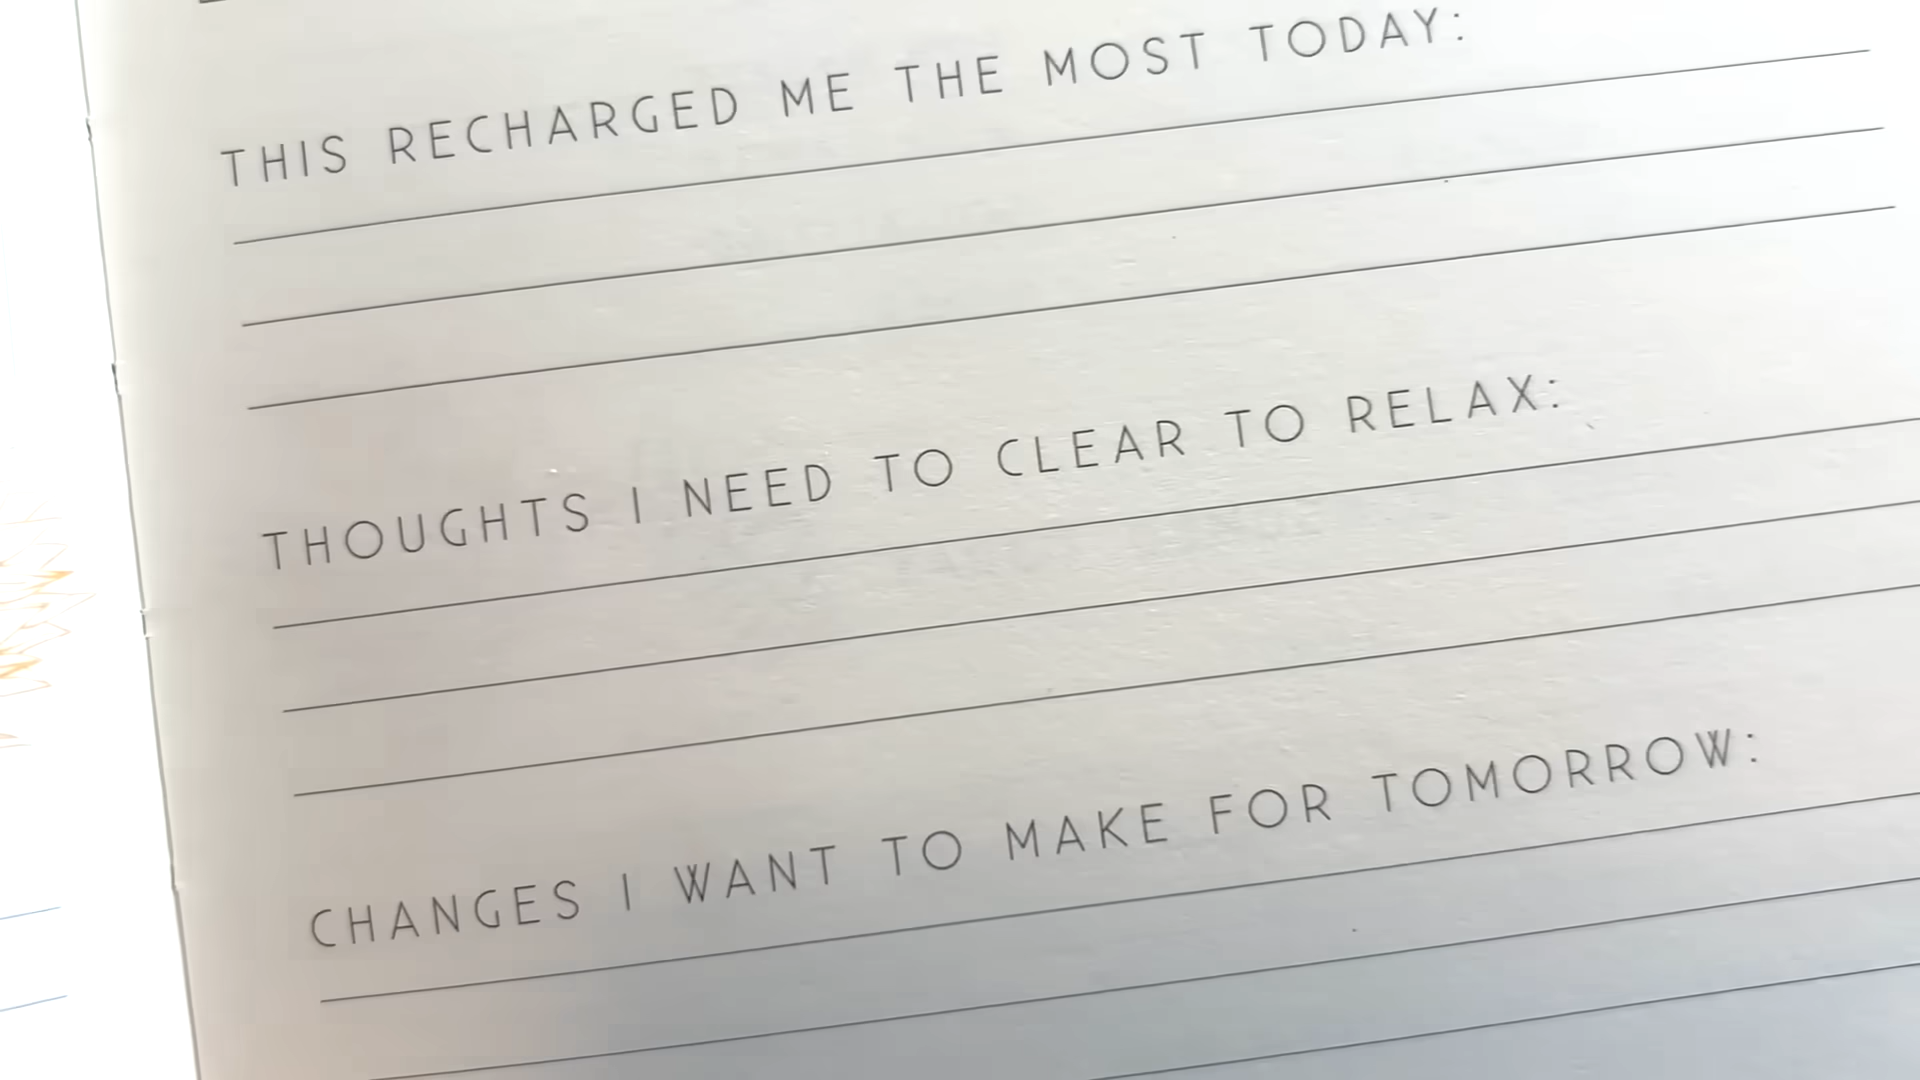 THIS RECHARGED ME THE MOST TODAY:
THOUGHTS I NEED TO CLEAR TO RELAX:
CHANGES I WANT TO MAKE FOR TOMORROW: